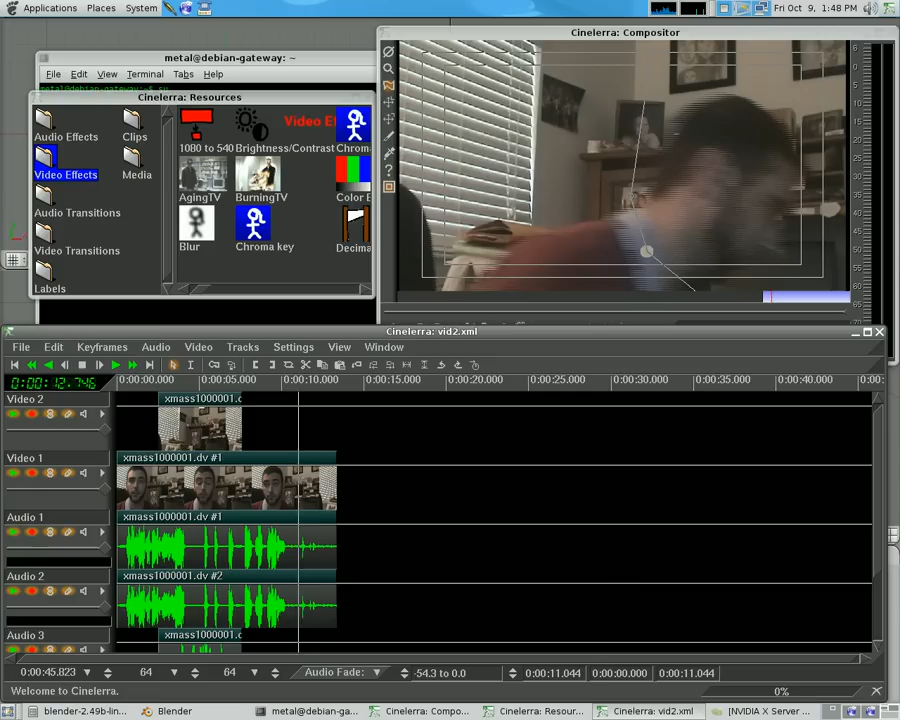 Applications Places System
Fri Oct 9, 1:48 PM
Cinelerra: Compositor
metal@debian-gateway: ~
File Edit View Terminal Tabs Help
Cinelerra: Resources
Audio Effects
Clips
Video Effects
Media
Audio Transitions
Video Transitions
Labels
1080 to 540
Brightness/Contrast
Chrom
AgingTV
BurningTV
Color E
Blur
Chroma key
Decima
Cinelerra: vid2.xml
File Edit Keyframes Audio Video Tracks Settings View Window
0:00:12.746
0:00:00.000 0:00:05.000 0:00:10.000 0:00:15.000 0:00:20.000 0:00:25.000 0:00:30.000 0:00:35.000 0:00:40.000 0:00:
Video 2
xmass1000001.c
Video 1
xmass1000001.dv #1
Audio 1
xmass1000001.dv #1
Audio 2
xmass1000001.dv #2
Audio 3
xmass1000001.c
0:00:45.823 64 64 Audio Fade: -54.3 to 0.0 0:00:11.044 0:00:00.000 0:00:11.044
Welcome to Cinelerra.
0%
blender-2.49b-lin... Blender metal@debian-ga... Cinelerra: Compo... Cinelerra: Resour... Cinelerra: vid2.xml [NVIDIA X Server ...